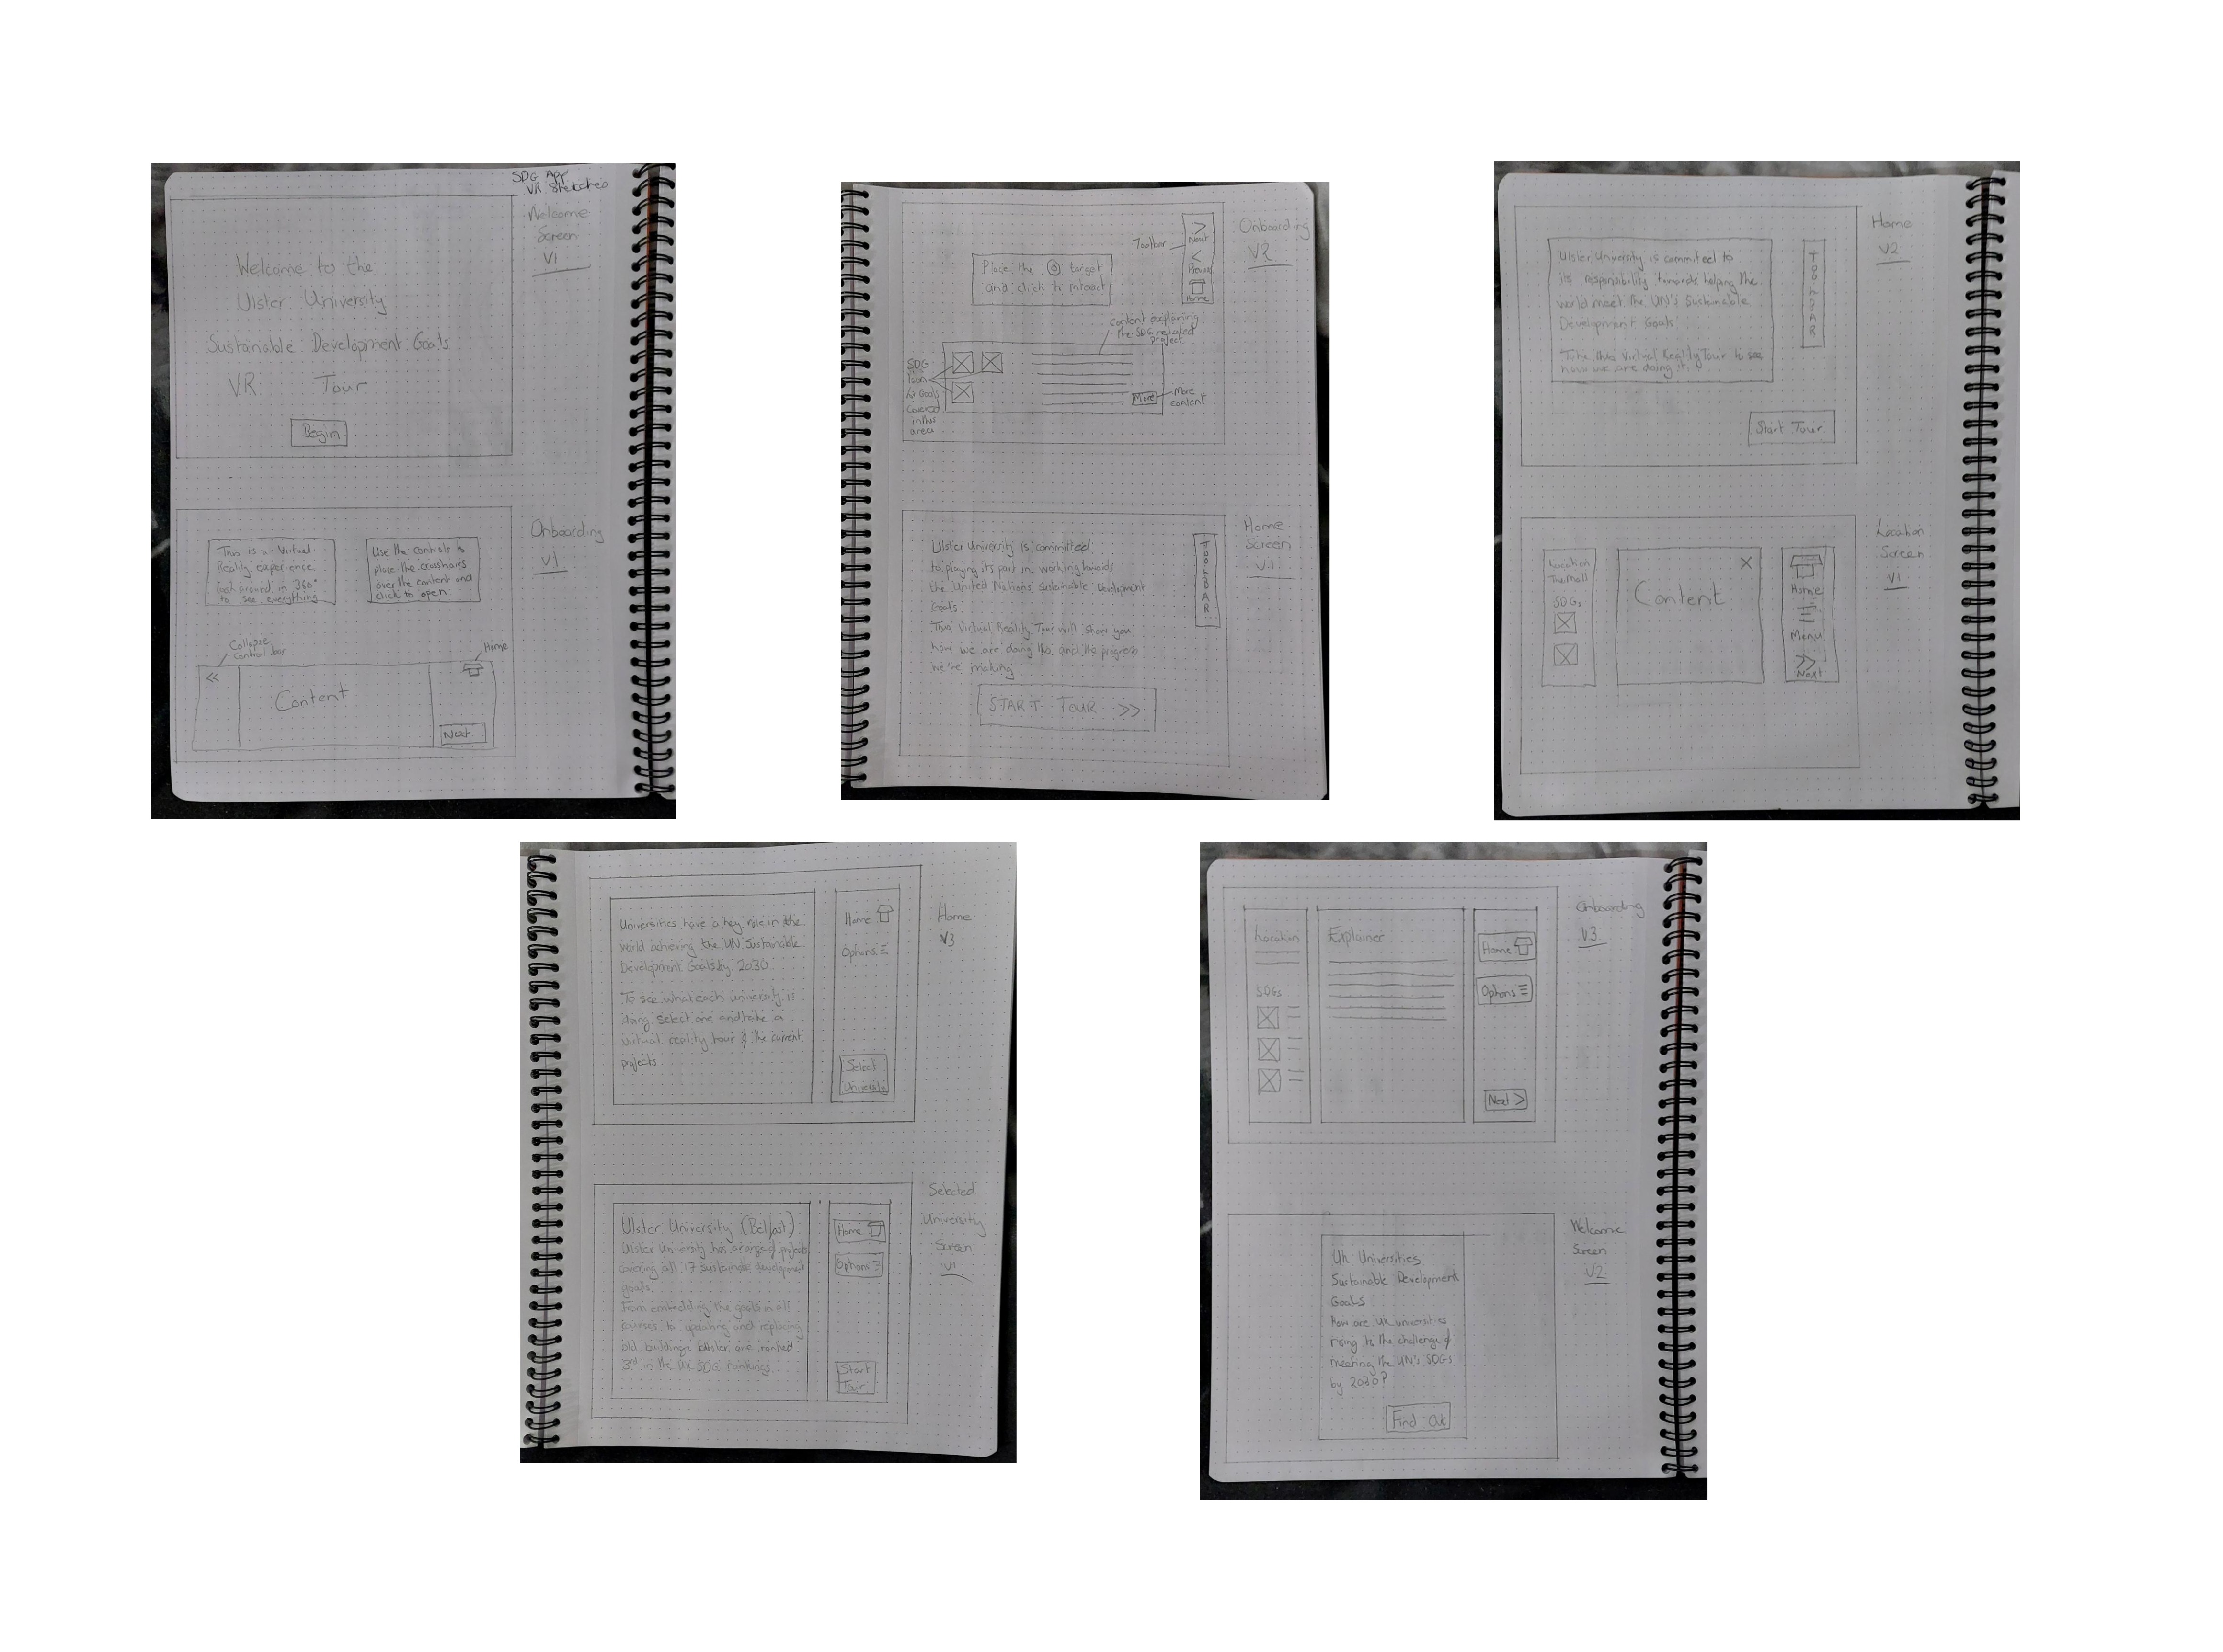 SDG App
VR Sketches
Welcome
Screen
V1
Welcome to the
Ulster University
Sustainable Development Goals
VR Tour
Begin
Onboarding
V1
This is a Virtual
Reality experience
look around in 360°
to see everything
Use the controls to
place the crosshairs
over the content and
click to open
Collapse
Control bar
Home
<<
Content
Next
Onboarding
V2
Toolbar
>
Next
<
Previous
Home
Place the target
and click to interact
Content explaining
the SDG related
project
SDG
Icon
for Goals
Covered
in this
area
More
More
content
Home
Screen
V.1
Ulster University is committed
to playing its part in working towards
the United Nations Sustainable Development
Goals.
This Virtual Reality Tour will show you
how we are doing this and the progress
we're making
TOOLBAR
START TOUR >>
Home
V2
Ulster University is commited to
its responsibility towards helping the
world meet the UN's Sustainable
Development Goals
Take this Virtual Reality Tour to see
how we are doing it.
TOOLBAR
Start Tour
Location
Screen
V1
Location
The Mall
SDGs
Content
X
Home
Menu
>>
Next
Home
V3
Universities have a key role in the
world achieving the UN Sustainable
Development Goals by 2030
To see what each university is
doing select one and take a
virtual reality tour of the current
projects
Home
Options
Select
University
Selected
University
Screen
V1
Ulster University (Belfast)
Ulster University has a range of projects
covering all 17 sustainable development
goals.
From embedding the goals in all
courses to updating and replacing
old buildings Ulster are ranked
3rd in the UK SDG rankings.
Home
Options
Start
Tour
Onboarding
V3
Location
SDGs
Explainer
Home
Options
Next >
Welcome
Screen
V2
UK Universities
Sustainable Development
Goals
How are UK universities
rising to the challenge of
meeting the UN's SDGs
by 2030?
Find Out